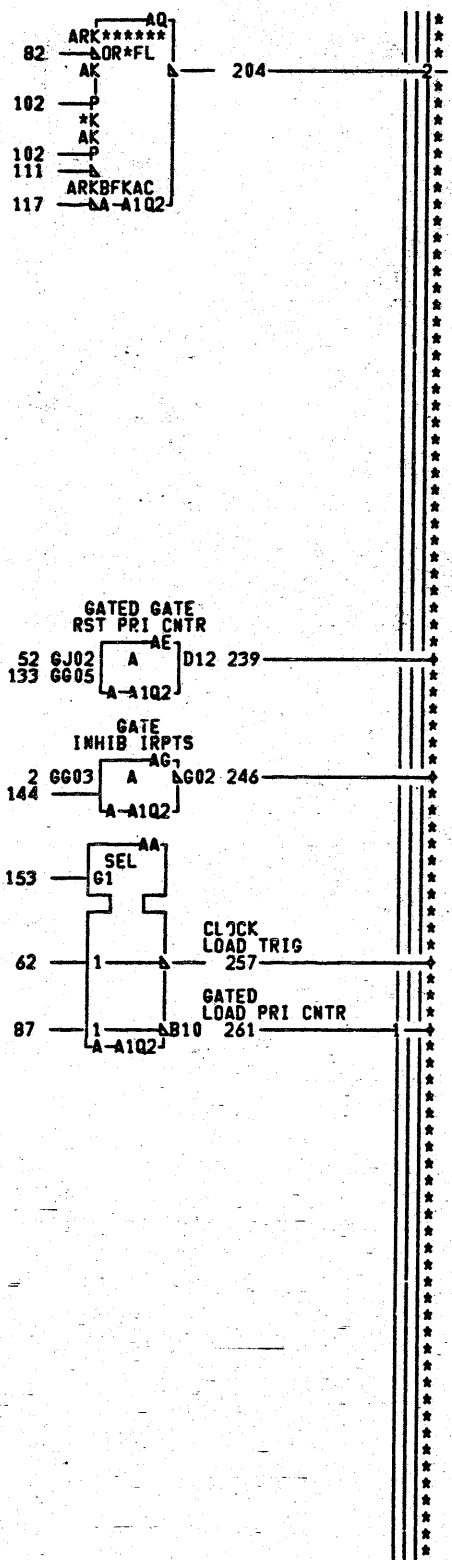 AQ
ARK******
82 OR*FL
AK 204 2
102 P
*K
AK
102 P
111
ARKBFKAC
117 A-A1Q2
GATED GATE
RST PRI CNTR
AE
52 GJ02 A D12 239
133 GG05
A-A1Q2
GATE
INHIB IRPTS
AG
2 GG03 A G02 246
144
A-A1Q2
AA
SEL
153 G1
CLOCK
LOAD TRIG
62 1 257
GATED
LOAD PRI CNTR
87 1 B10 261 1
A-A1Q2